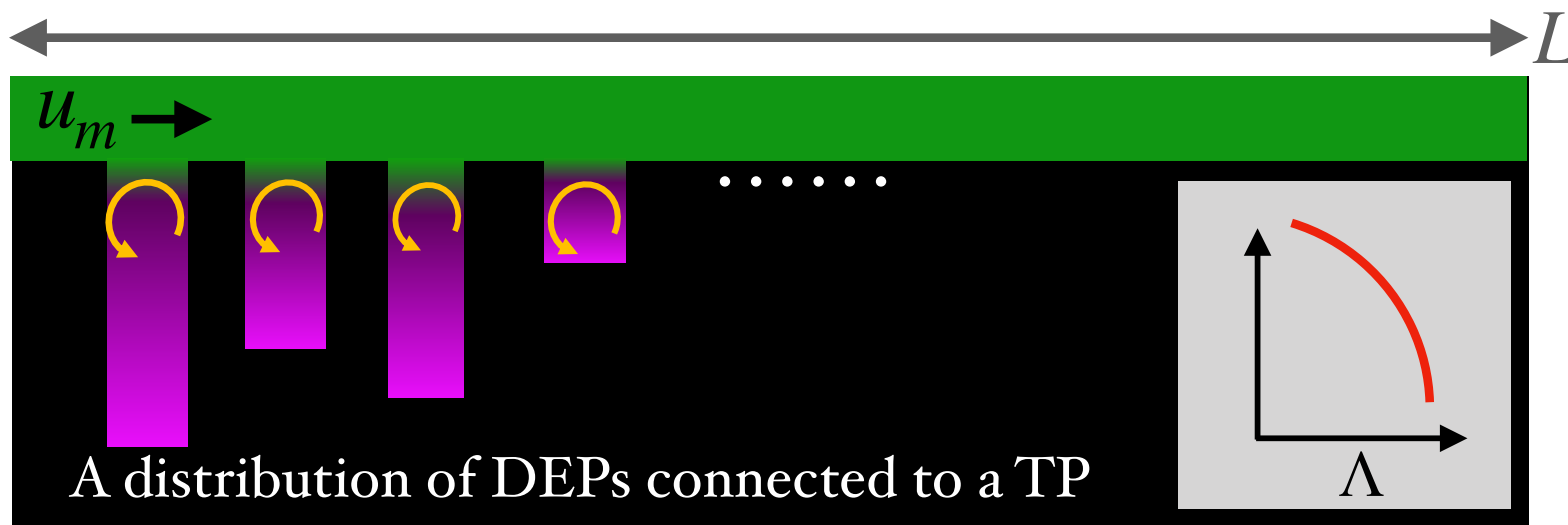 L
u_m
A distribution of DEPs connected to a TP
Λ